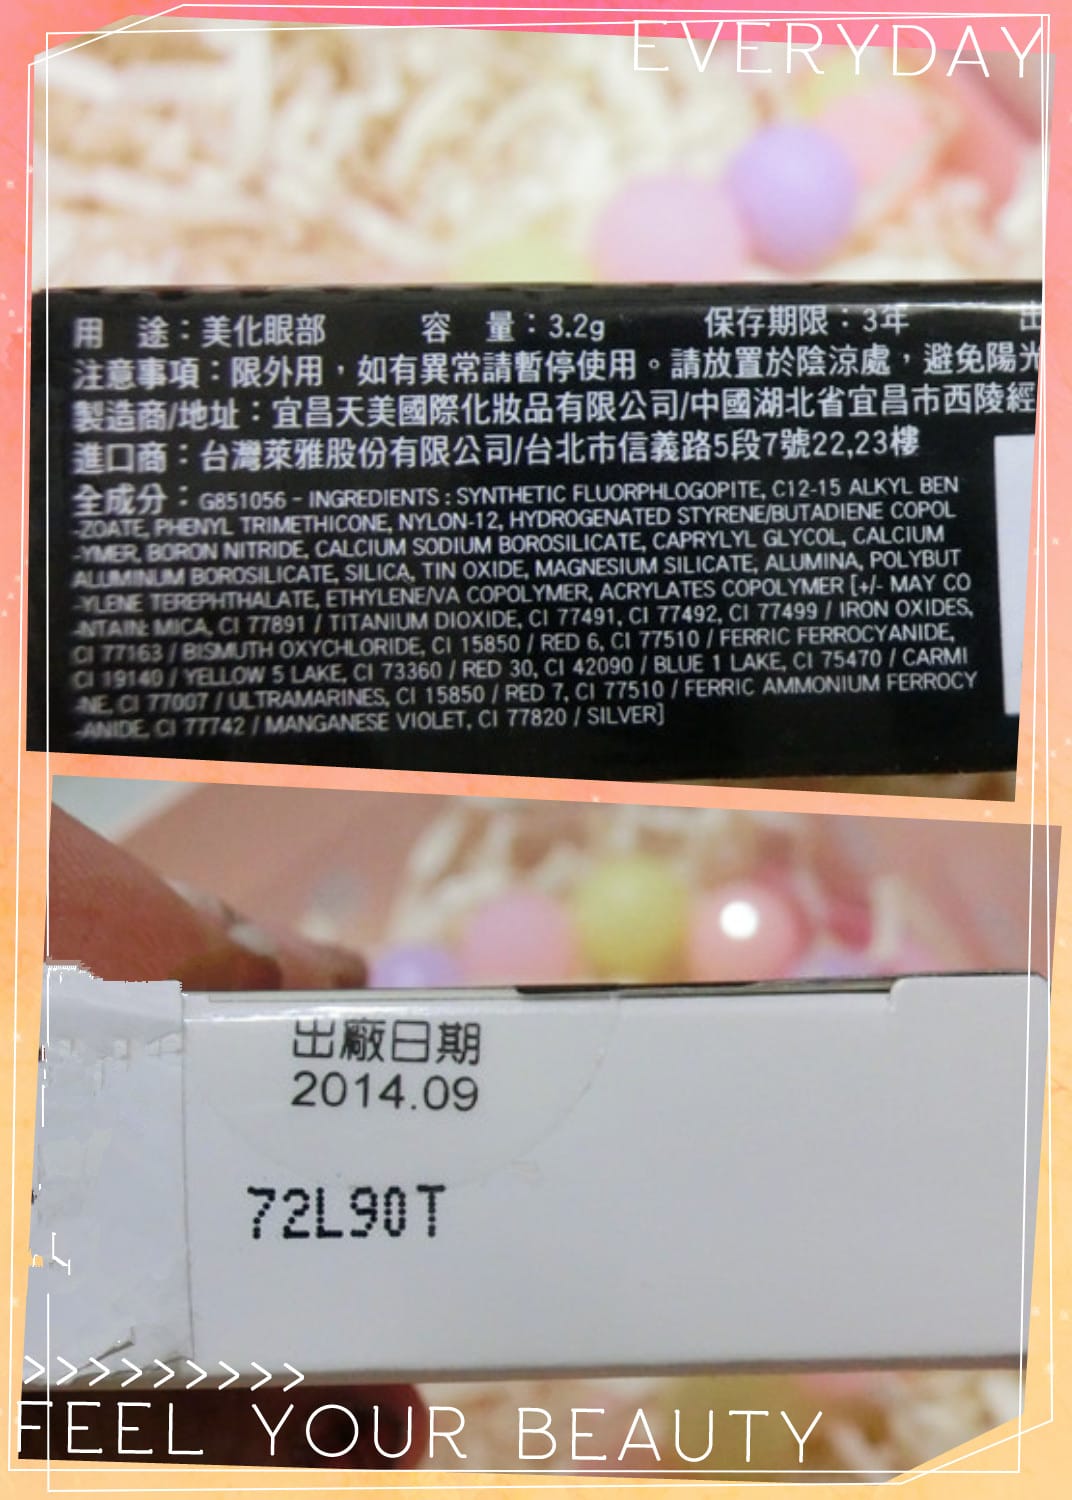 EVERYDAY
用 途：美化眼部 容 量：3.2g 保存期限：3年 出
注意事項：限外用，如有異常請暫停使用。請放置於陰涼處，避免陽光
製造商/地址：宜昌天美國際化妝品有限公司/中國湖北省宜昌市西陵經
進口商：台灣萊雅股份有限公司/台北市信義路5段7號22,23樓
全成分：G851056 - INGREDIENTS : SYNTHETIC FLUORPHLOGOPITE, C12-15 ALKYL BEN
-ZOATE, PHENYL TRIMETHICONE, NYLON-12, HYDROGENATED STYRENE/BUTADIENE COPOL
-YMER, BORON NITRIDE, CALCIUM SODIUM BOROSILICATE, CAPRYLYL GLYCOL, CALCIUM
ALUMINUM BOROSILICATE, SILICA, TIN OXIDE, MAGNESIUM SILICATE, ALUMINA, POLYBUT
-YLENE TEREPHTHALATE, ETHYLENE/VA COPOLYMER, ACRYLATES COPOLYMER [+/- MAY CO
-NTAIN: MICA, CI 77891 / TITANIUM DIOXIDE, CI 77491, CI 77492, CI 77499 / IRON OXIDES,
CI 77163 / BISMUTH OXYCHLORIDE, CI 15850 / RED 6, CI 77510 / FERRIC FERROCYANIDE,
CI 19140 / YELLOW 5 LAKE, CI 73360 / RED 30, CI 42090 / BLUE 1 LAKE, CI 75470 / CARMI
-NE, CI 77007 / ULTRAMARINES, CI 15850 / RED 7, CI 77510 / FERRIC AMMONIUM FERROCY
-ANIDE, CI 77742 / MANGANESE VIOLET, CI 77820 / SILVER]
出廠日期
2014.09
72L90T
FEEL YOUR BEAUTY